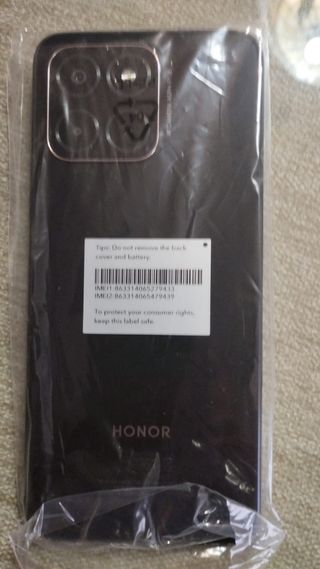 Tips: Do not remove the back
cover and battery.
IMEI1:863314065279433
IMEI2:863314065479439
To protect your consumer rights,
keep this label safe.
HONOR